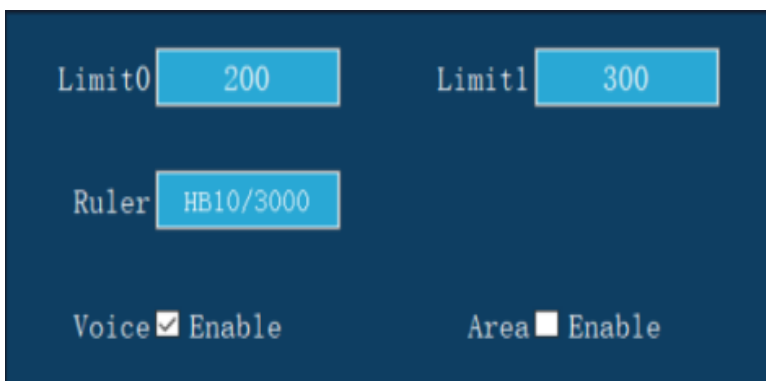 Limit0 200 Limit1 300
Ruler HB10/3000
Voice Enable Area Enable